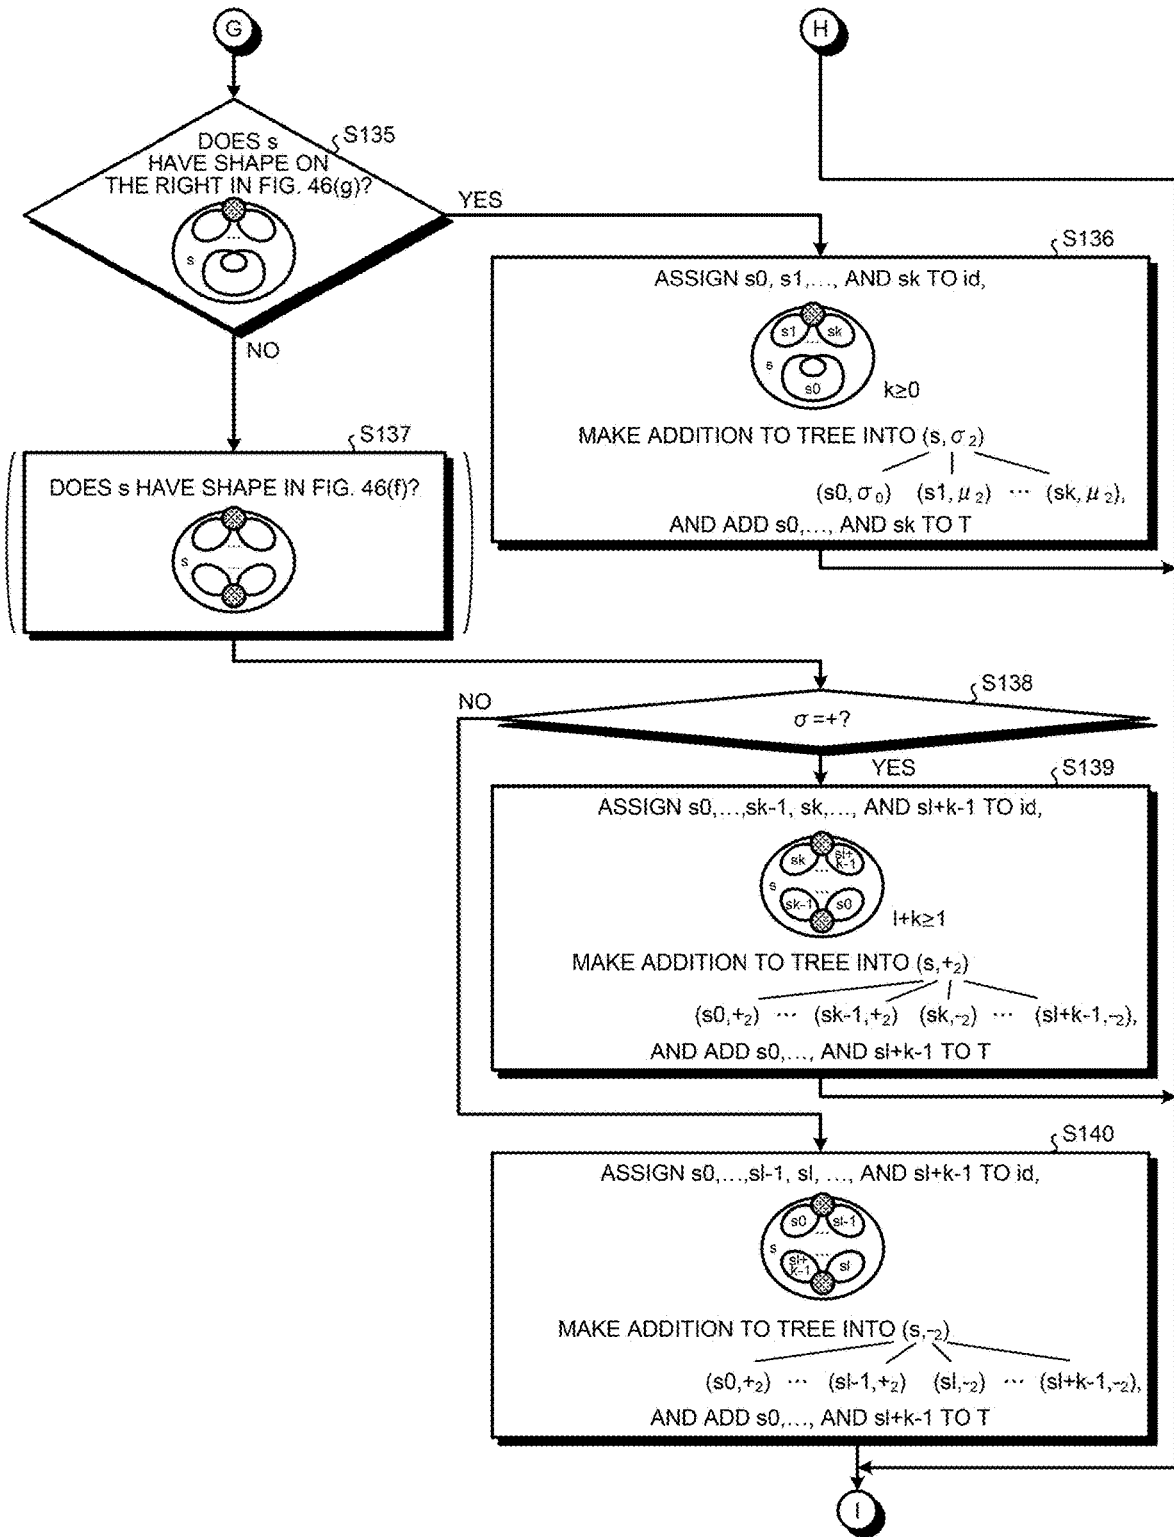 G
H
DOES s
HAVE SHAPE ON
THE RIGHT IN FIG. 46(g)?
S135
...
s
YES
NO
S136
ASSIGN s0, s1,..., AND sk TO id,
s1 sk
...
s
s0
k≥0
MAKE ADDITION TO TREE INTO (s, σ₂)
(s0, σ₀) (s1, μ₂) ... (sk, μ₂),
AND ADD s0,..., AND sk TO T
S137
DOES s HAVE SHAPE IN FIG. 46(f)?
...
s
...
S138
σ=+?
NO
YES
S139
ASSIGN s0,...,sk-1, sk,..., AND sl+k-1 TO id,
sk sl+k-1
...
s
...
sk-1 s0
l+k≥1
MAKE ADDITION TO TREE INTO (s,+₂)
(s0,+₂) ... (sk-1,+₂) (sk,-₂) ... (sl+k-1,-₂),
AND ADD s0,..., AND sl+k-1 TO T
S140
ASSIGN s0,...,sl-1, sl, ..., AND sl+k-1 TO id,
s0 sl-1
...
s
...
sl+k-1 sl
MAKE ADDITION TO TREE INTO (s,-₂)
(s0,+₂) ... (sl-1,+₂) (sl,-₂) ... (sl+k-1,-₂),
AND ADD s0,..., AND sl+k-1 TO T
I